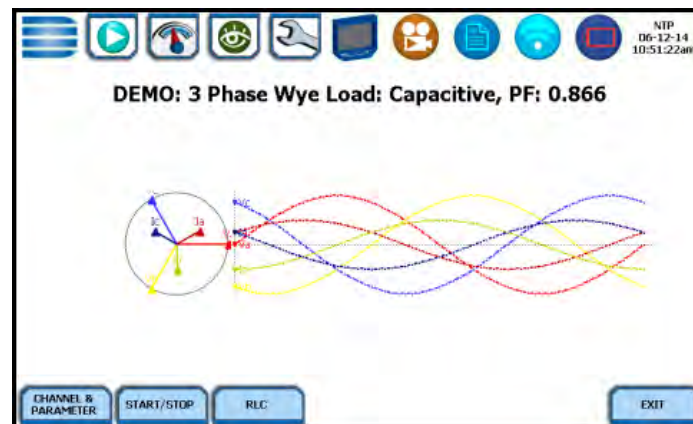 NTP
06-12-14
10:51:22am
DEMO: 3 Phase Wye Load: Capacitive, PF: 0.866
Vc
Ic
Ia
Va
CHANNEL &
PARAMETER
START/STOP
RLC
EXIT